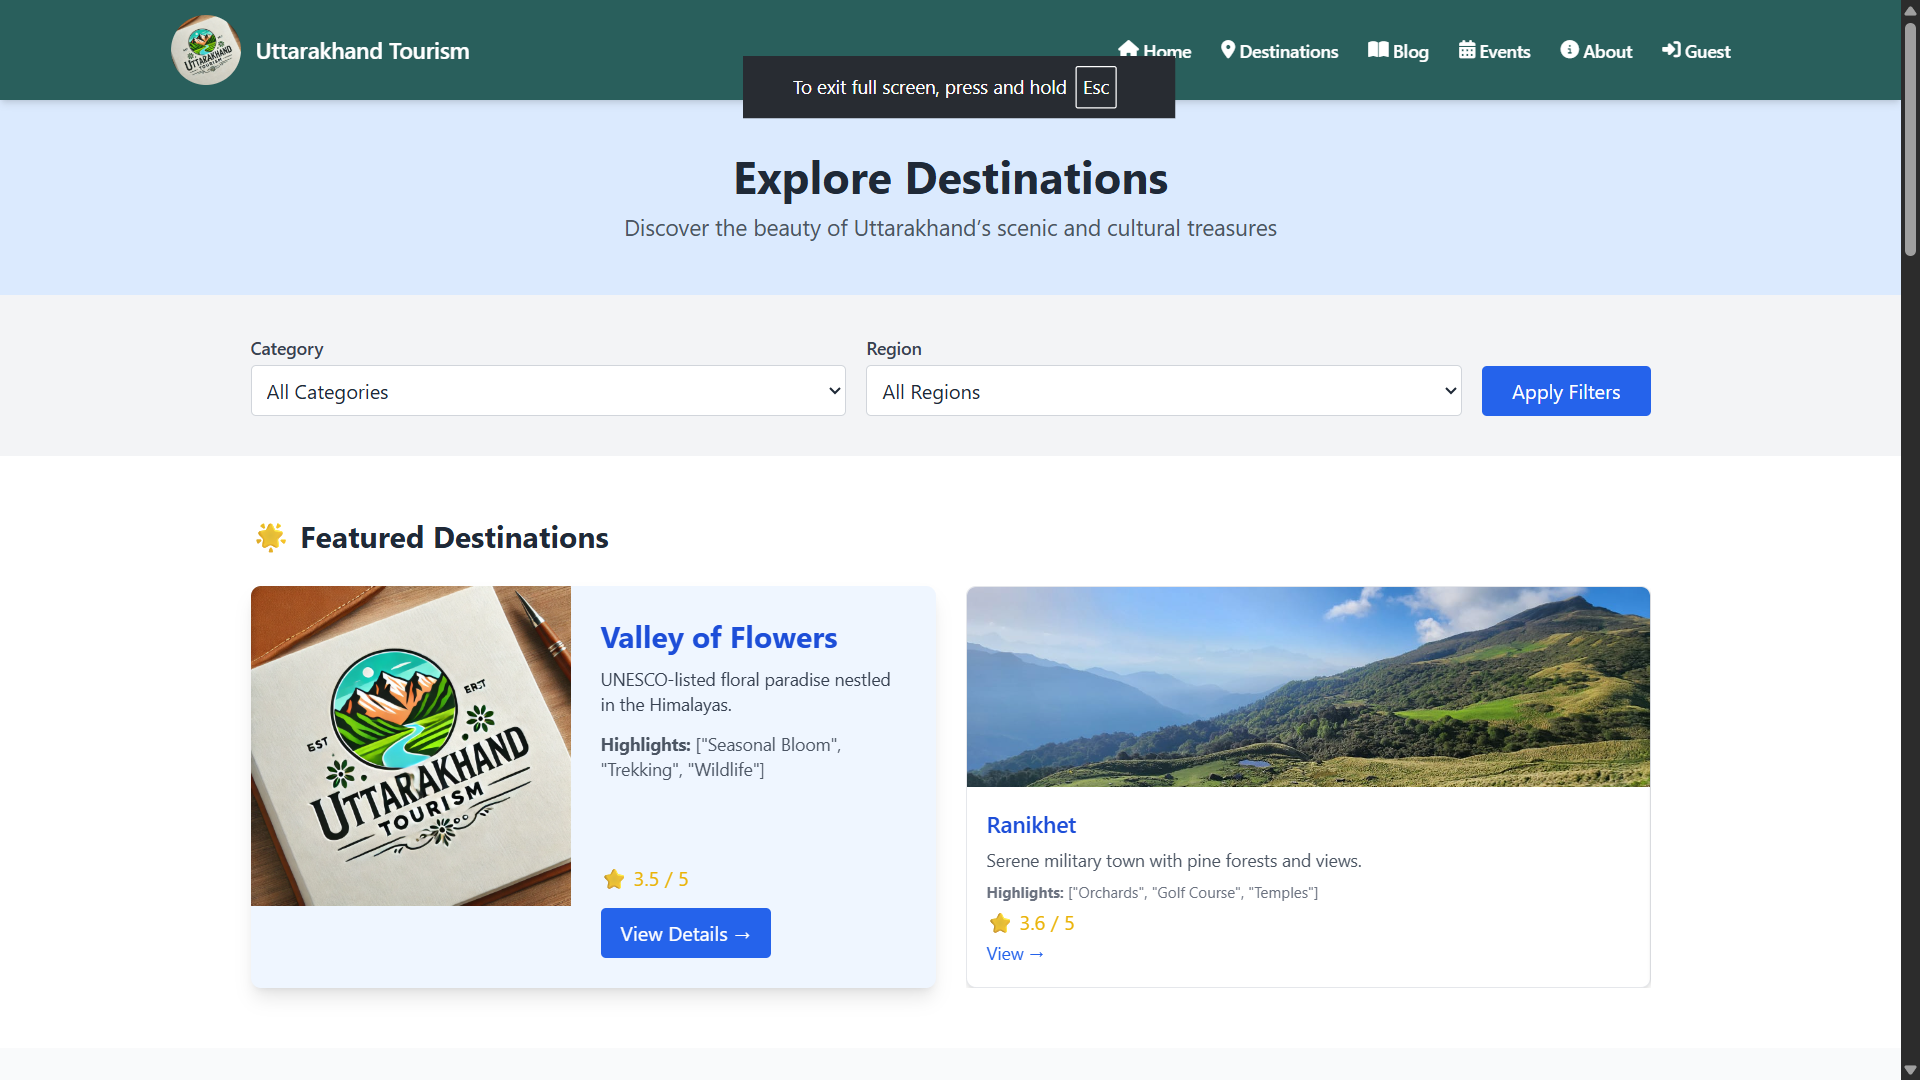 Uttarakhand Tourism
Home
Destinations
Blog
Events
About
Guest
To exit full screen, press and hold Esc
Explore Destinations
Discover the beauty of Uttarakhand’s scenic and cultural treasures
Category
Region
All Categories
All Regions
Apply Filters
Featured Destinations
EST
UTTARAKHAND
TOURISM
Valley of Flowers
UNESCO-listed floral paradise nestled
in the Himalayas.
Highlights: ["Seasonal Bloom",
"Trekking", "Wildlife"]
3.5 / 5
View Details →
Ranikhet
Serene military town with pine forests and views.
Highlights: ["Orchards", "Golf Course", "Temples"]
3.6 / 5
View →